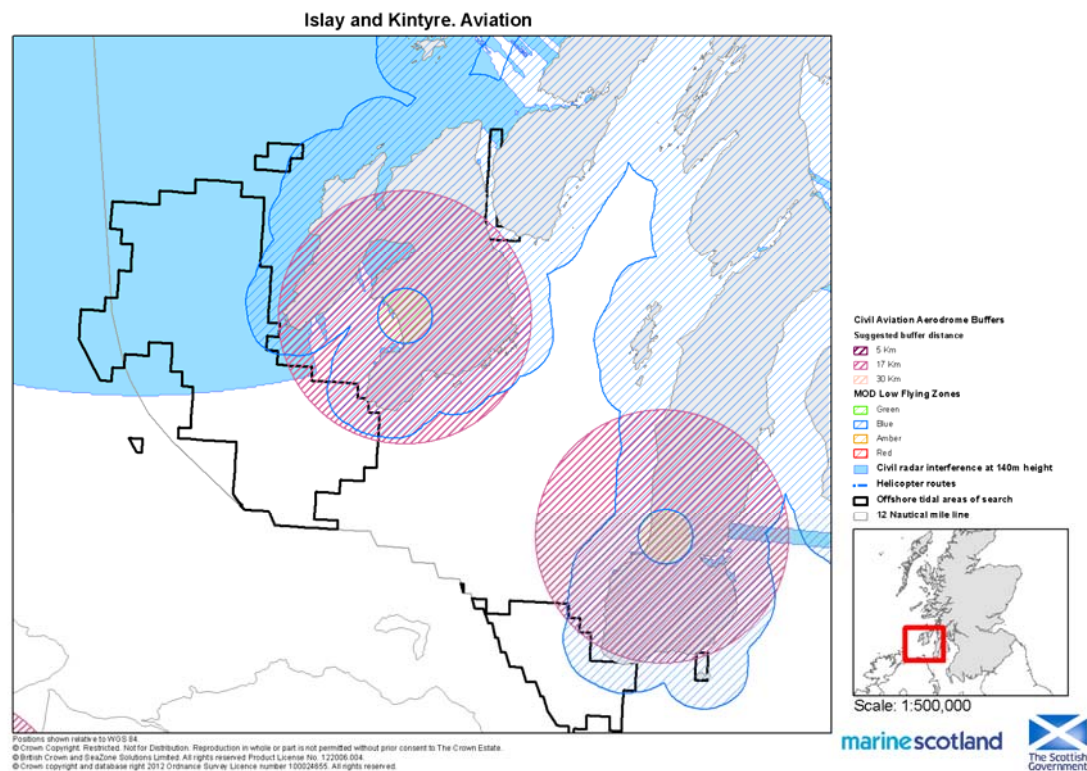 Islay and Kintyre. Aviation
Civil Aviation Aerodrome Buffers
Suggested buffer distance
5 Km
17 Km
30 Km
MOD Low Flying Zones
Green
Blue
Amber
Red
Civil radar interference at 140m height
Helicopter routes
Offshore tidal areas of search
12 Nautical mile line
Scale: 1:500,000
marinescotland
The Scottish
Government
Positions shown relative to WGS 84.
© Crown Copyright. Restricted. Not for Distribution. Reproduction in whole or part is not permitted without prior consent to The Crown Estate.
© British Crown and SeaZone Solutions Limited. All rights reserved Product License No. 122006.004.
© Crown copyright and database right 2012 Ordnance Survey Licence number 100024655. All rights reserved.